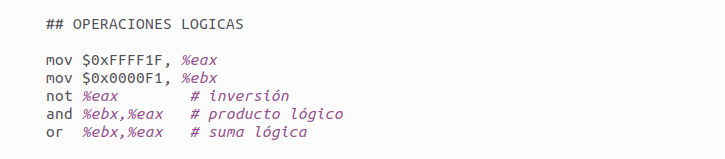 ## OPERACIONES LOGICAS
mov $0xFFFF1F, %eax
mov $0x0000F1, %ebx
not %eax # inversión
and %ebx,%eax # producto lógico
or %ebx,%eax # suma lógica